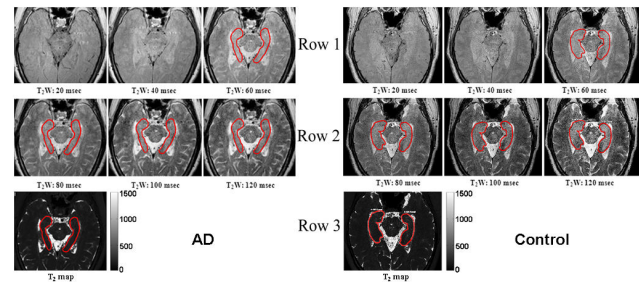 Row 1
T₂W: 20 msec T₂W: 40 msec T₂W: 60 msec
T₂W: 20 msec T₂W: 40 msec T₂W: 60 msec
Row 2
T₂W: 80 msec T₂W: 100 msec T₂W: 120 msec
T₂W: 80 msec T₂W: 100 msec T₂W: 120 msec
Row 3
1500
1000
500
0
AD
T₂ map
1500
1000
500
0
Control
T₂ map